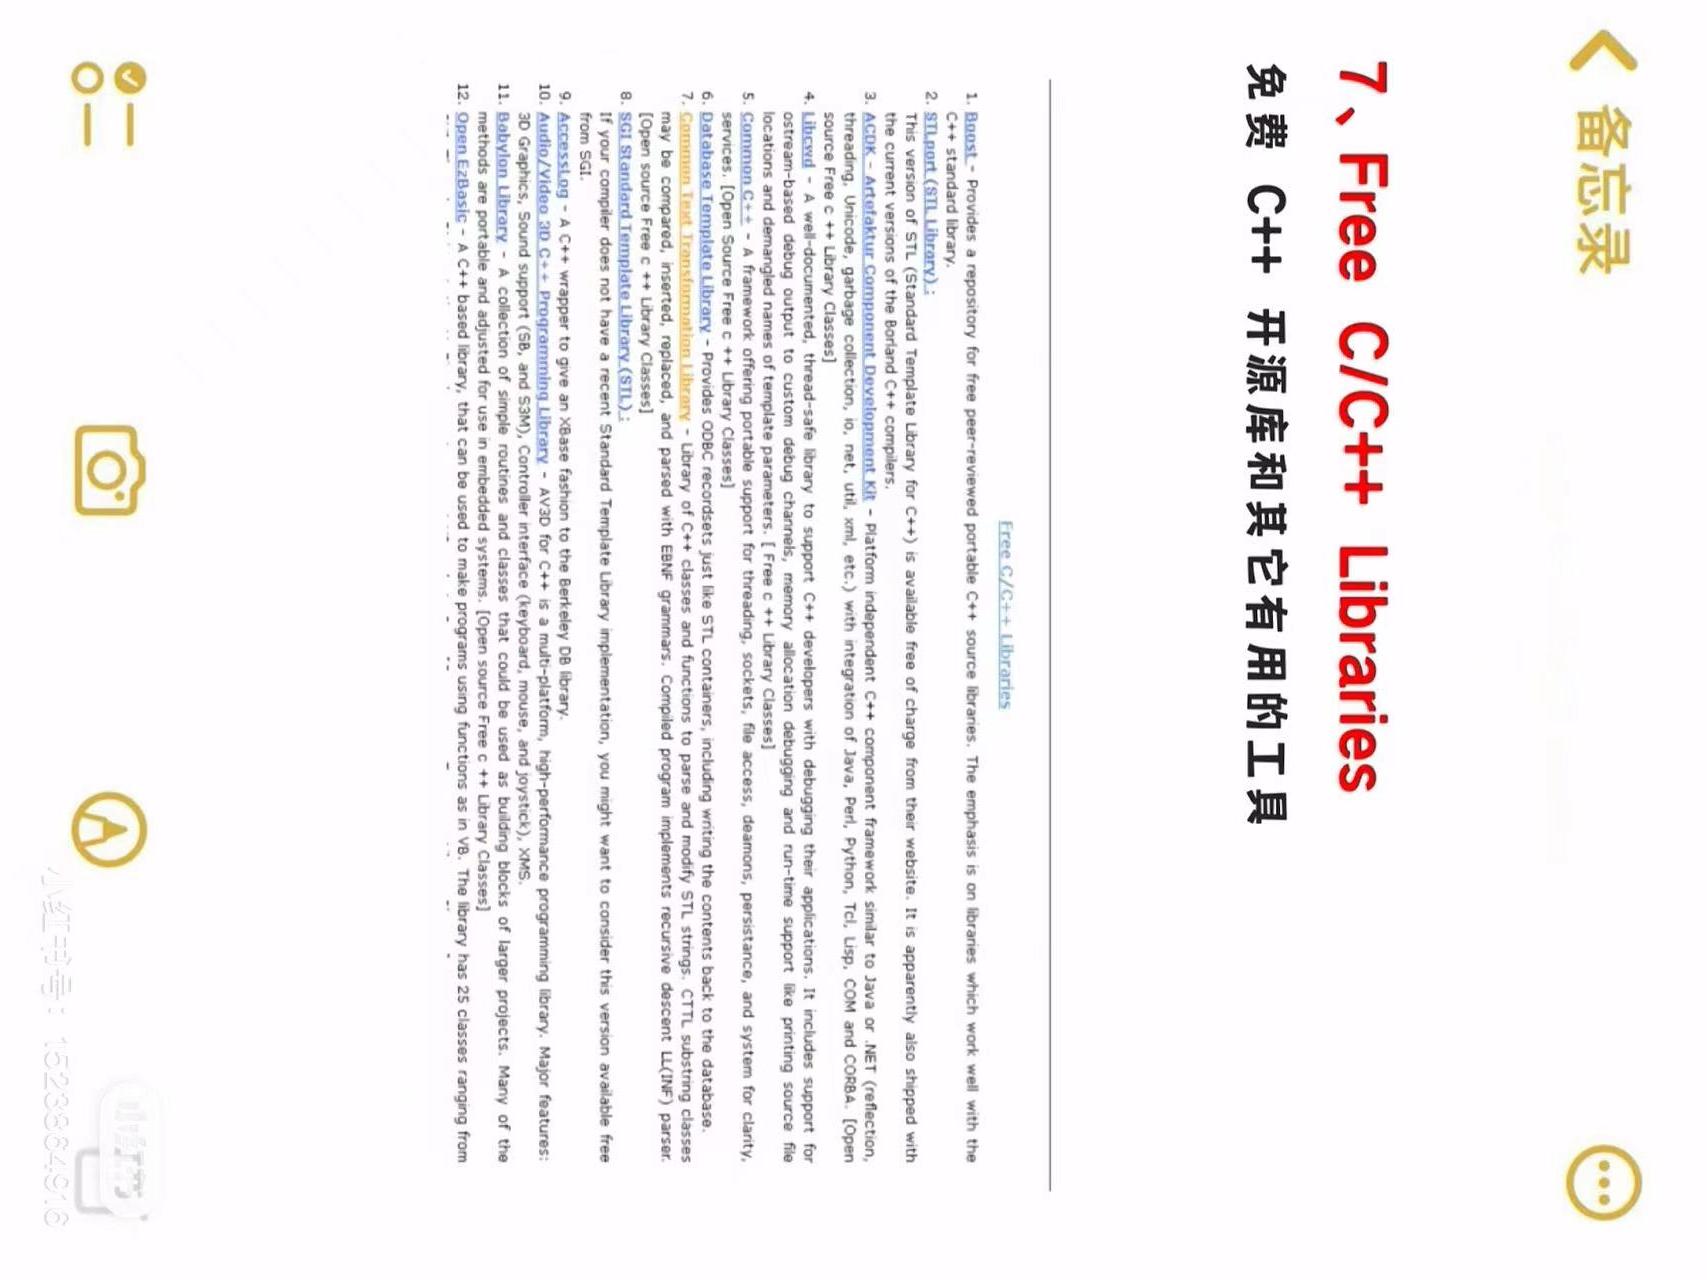 备忘录
7、Free C/C++ Libraries
免费 C++ 开源库和其它有用的工具
Free C/C++ Libraries
1. Boost - Provides a repository for free peer-reviewed portable C++ source libraries. The emphasis is on libraries which work well with the
C++ standard library.
2. STLport (STL Library) :
This version of STL (Standard Template Library for C++) is available free of charge from their website. It is apparently also shipped with
the current versions of the Borland C++ compilers.
3. ACDK - Artefaktur Component Development Kit - Platform independent C++ component framework similar to Java or .NET (reflection,
threading, Unicode, garbage collection, io, net, util, xml, etc.) with integration of Java, Perl, Python, Tcl, Lisp, COM and CORBA. [Open
source Free c ++ Library Classes]
4. Libcwd - A well-documented, thread-safe library to support C++ developers with debugging their applications. It includes support for
ostream-based debug output to custom debug channels, memory allocation debugging and run-time support like printing source file
locations and demangled names of template parameters. [ Free c ++ Library Classes]
5. Common C++ - A framework offering portable support for threading, sockets, file access, deamons, persistance, and system for clarity,
services. [Open Source Free c ++ Library Classes]
6. Database Template Library - Provides ODBC recordsets just like STL containers, including writing the contents back to the database.
7. Common Text Transformation Library - Library of C++ classes and functions to parse and modify STL strings. CTTL substring classes
may be compared, inserted, replaced, and parsed with EBNF grammars. Compiled program implements recursive descent LL(INF) parser.
[Open source Free c ++ Library Classes]
8. SGI Standard Template Library (STL) :
If your compiler does not have a recent Standard Template Library implementation, you might want to consider this version available free
from SGI.
9. AccessLog - A C++ wrapper to give an XBase fashion to the Berkeley DB library.
10. Audio/Video 3D C++ Programming Library - AV3D for C++ is a multi-platform, high-performance programming library. Major features:
3D Graphics, Sound support (SB, and S3M), Controller interface (keyboard, mouse, and joystick), XMS.
11. Babylon Library - A collection of simple routines and classes that could be used as building blocks of larger projects. Many of the
methods are portable and adjusted for use in embedded systems. [Open source Free c ++ Library Classes]
12. Open EzBasic - A C++ based library, that can be used to make programs using functions as in VB. The library has 25 classes ranging from
小红书
小红书号: 15238864916